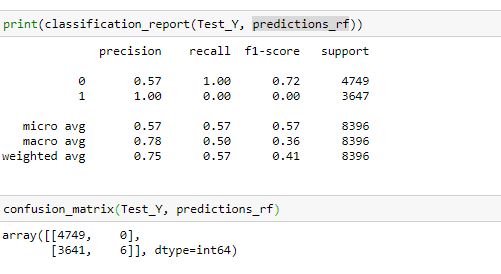 print(classification_report(Test_Y, predictions_rf))
precision recall f1-score support
0 0.57 1.00 0.72 4749
1 1.00 0.00 0.00 3647
micro avg 0.57 0.57 0.57 8396
macro avg 0.78 0.50 0.36 8396
weighted avg 0.75 0.57 0.41 8396
confusion_matrix(Test_Y, predictions_rf)
array([[4749, 0],
[3641, 6]], dtype=int64)